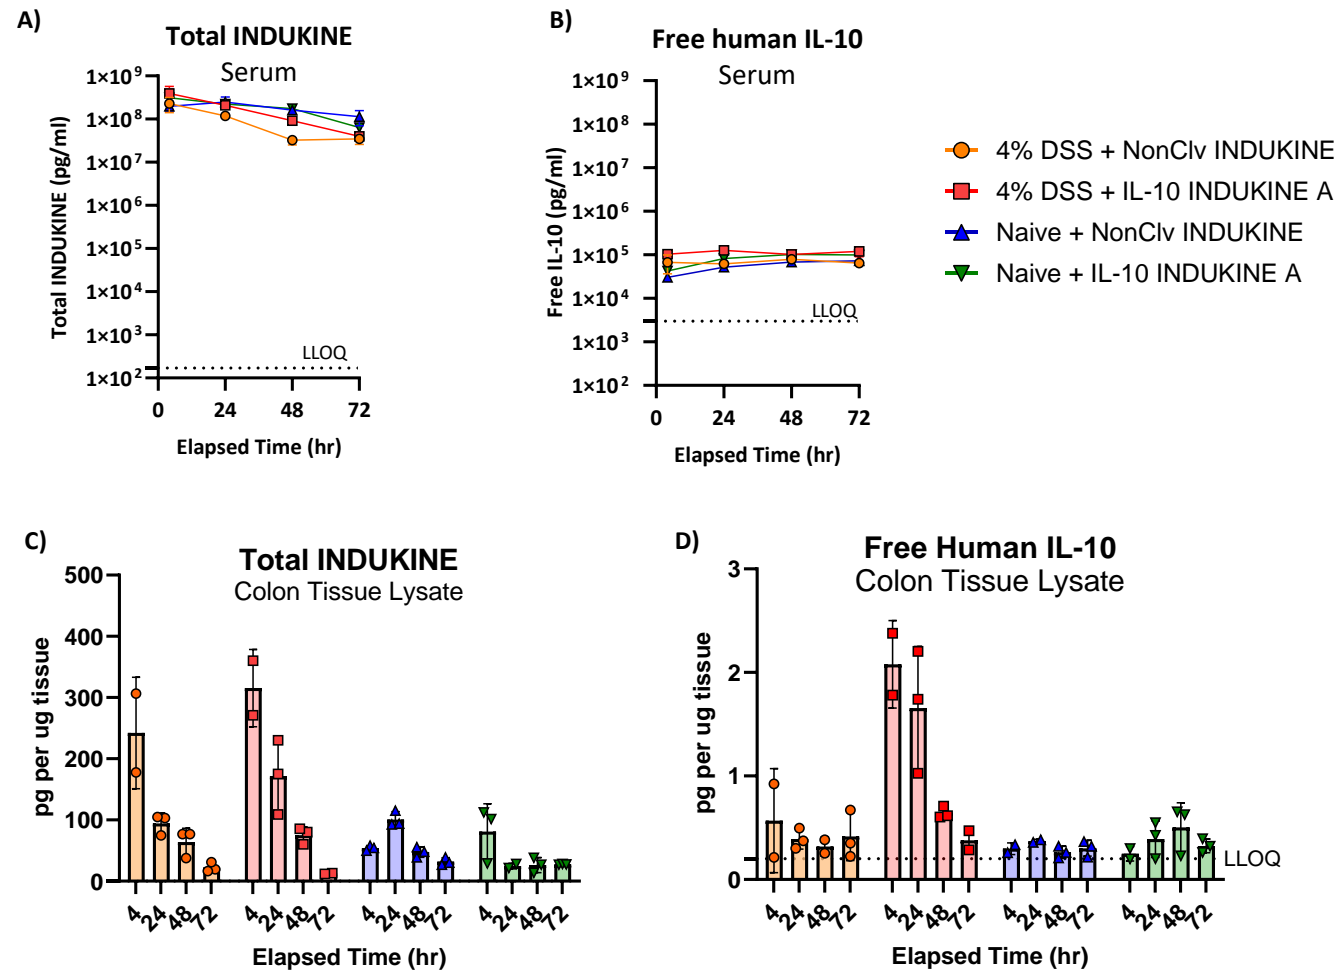 A)
Total INDUKINE
Serum
Total INDUKINE (pg/ml)
1×10⁹
1×10⁸
1×10⁷
1×10⁶
1×10⁵
1×10⁴
1×10³
1×10²
LLOQ
0 24 48 72
Elapsed Time (hr)
B)
Free human IL-10
Serum
Free IL-10 (pg/ml)
1×10⁹
1×10⁸
1×10⁷
1×10⁶
1×10⁵
1×10⁴
1×10³
1×10²
LLOQ
0 24 48 72
Elapsed Time (hr)
4% DSS + NonClv INDUKINE
4% DSS + IL-10 INDUKINE A
Naive + NonClv INDUKINE
Naive + IL-10 INDUKINE A
C)
Total INDUKINE
Colon Tissue Lysate
pg per ug tissue
500
400
300
200
100
0
4 24 48 72 4 24 48 72 4 24 48 72 4 24 48 72
Elapsed Time (hr)
D)
Free Human IL-10
Colon Tissue Lysate
pg per ug tissue
3
2
1
0
LLOQ
4 24 48 72 4 24 48 72 4 24 48 72 4 24 48 72
Elapsed Time (hr)